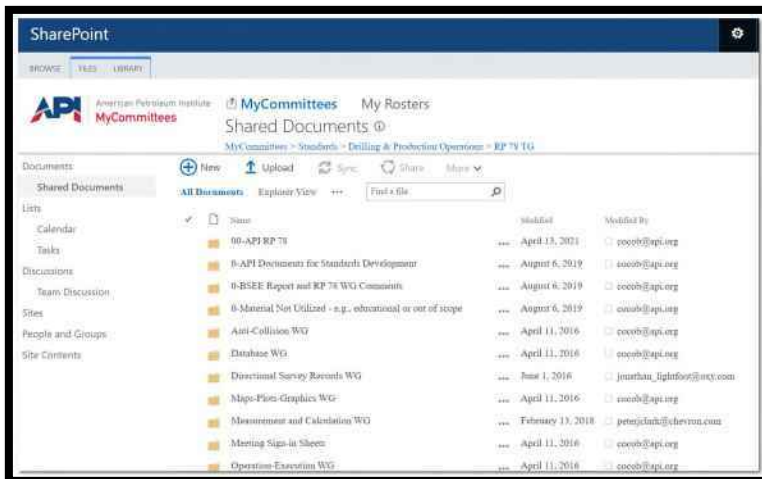 SharePoint
BROWSE FILES LIBRARY
API American Petroleum Institute
MyCommittees
MyCommittees My Rosters
Shared Documents
MyCommittees > Standards > Drilling & Production Operations > RP 78 TG
Documents
Shared Documents
Lists
Calendar
Tasks
Discussions
Team Discussion
Sites
People and Groups
Site Contents
New Upload Sync Share More
All Documents Explorer View ... Find a file
Name Modified Modified By
00-API RP 78 ... April 13, 2021 cocob@api.org
0-API Documents for Standards Development ... August 6, 2019 cocob@api.org
0-BSEE Report and RP 78 WG Comments ... August 6, 2019 cocob@api.org
0-Material Not Utilized - e.g., educational or out of scope ... August 6, 2019 cocob@api.org
Anti-Collision WG ... April 11, 2016 cocob@api.org
Database WG ... April 11, 2016 cocob@api.org
Directional Survey Records WG ... June 1, 2016 jonathan_lightfoot@oxy.com
Maps-Plots-Graphics WG ... April 11, 2016 cocob@api.org
Measurement and Calculation WG ... February 13, 2018 peterjclark@chevron.com
Meeting Sign-in Sheets ... April 11, 2016 cocob@api.org
Operation-Execution WG ... April 11, 2016 cocob@api.org